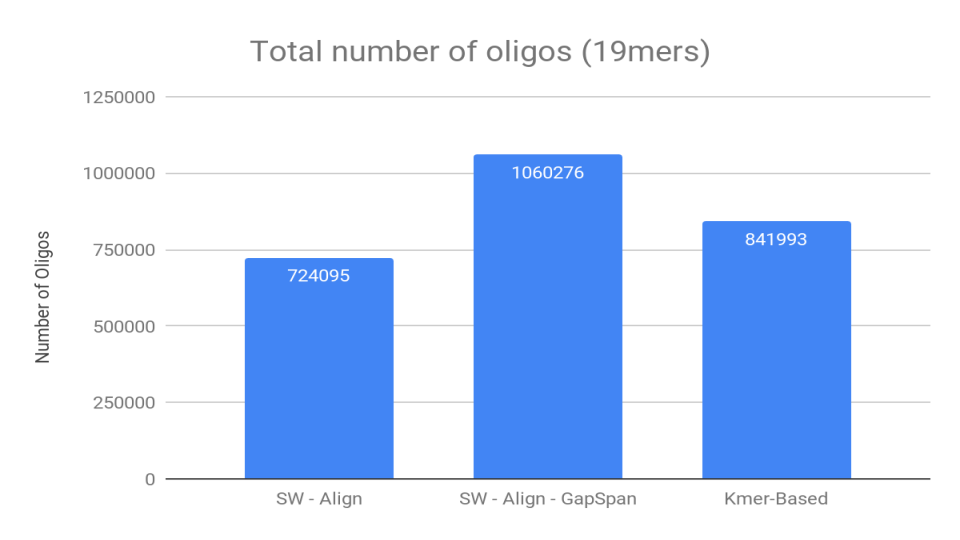 Total number of oligos (19mers)
Number of Oligos
1250000
1000000
750000
500000
250000
0
724095
1060276
841993
SW - Align
SW - Align - GapSpan
Kmer-Based